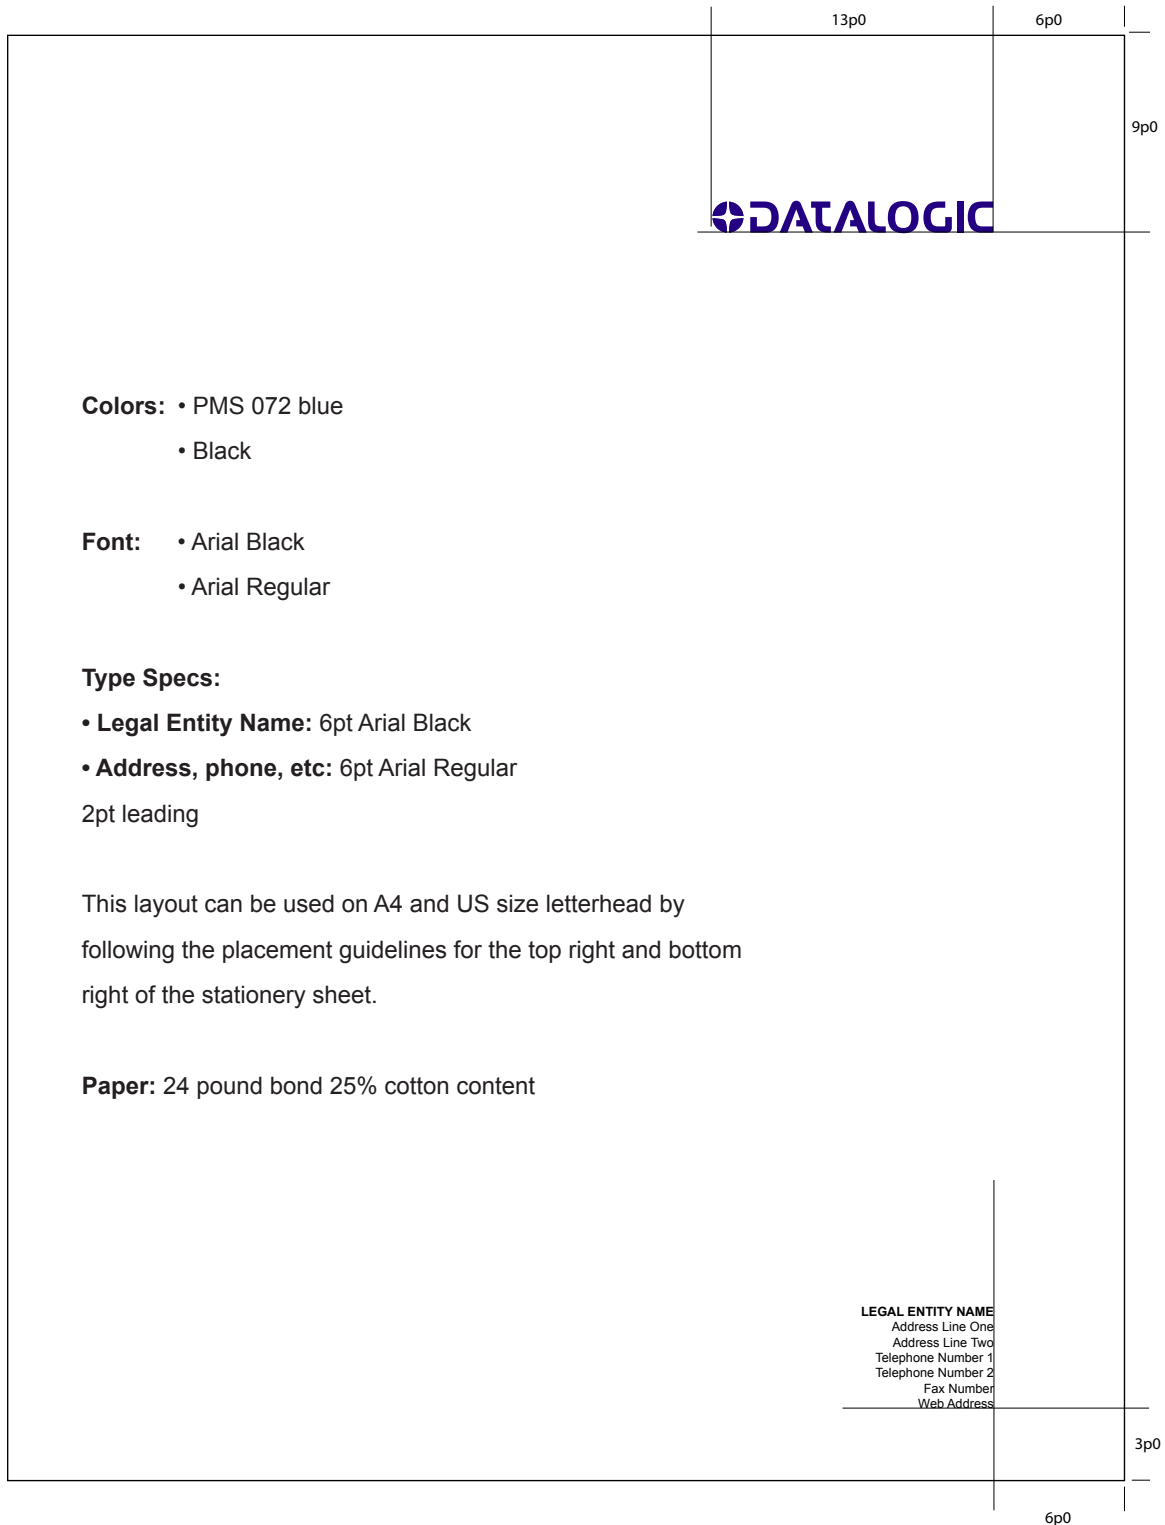 13p0 6p0
9p0
DATALOGIC
Colors: • PMS 072 blue
• Black
Font: • Arial Black
• Arial Regular
Type Specs:
• Legal Entity Name: 6pt Arial Black
• Address, phone, etc: 6pt Arial Regular
2pt leading
This layout can be used on A4 and US size letterhead by
following the placement guidelines for the top right and bottom
right of the stationery sheet.
Paper: 24 pound bond 25% cotton content
LEGAL ENTITY NAME
Address Line One
Address Line Two
Telephone Number 1
Telephone Number 2
Fax Number
Web Address
3p0
6p0